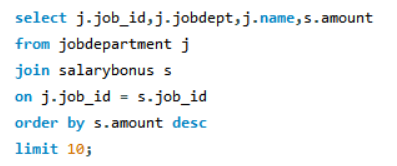 select j.job_id,j.jobdept,j.name,s.amount
from jobdepartment j
join salarybonus s
on j.job_id = s.job_id
order by s.amount desc
limit 10;